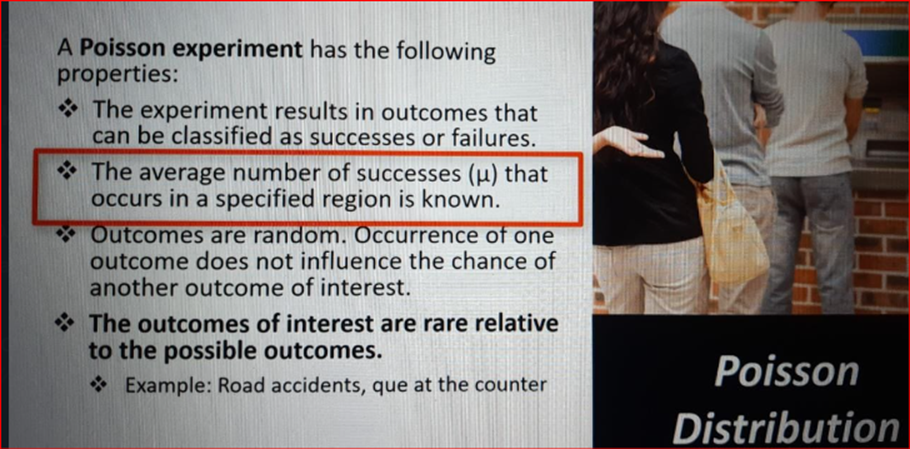 A Poisson experiment has the following
properties:
❖ The experiment results in outcomes that
can be classified as successes or failures.
❖ The average number of successes (μ) that
occurs in a specified region is known.
❖ Outcomes are random. Occurrence of one
outcome does not influence the chance of
another outcome of interest.
❖ The outcomes of interest are rare relative
to the possible outcomes.
❖ Example: Road accidents, que at the counter
Poisson
Distribution